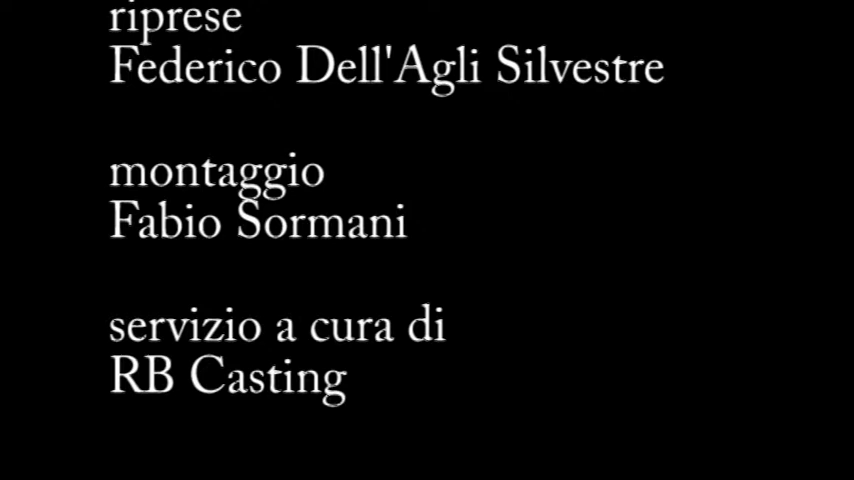 riprese
Federico Dell'Agli Silvestre
montaggio
Fabio Sormani
servizio a cura di
RB Casting